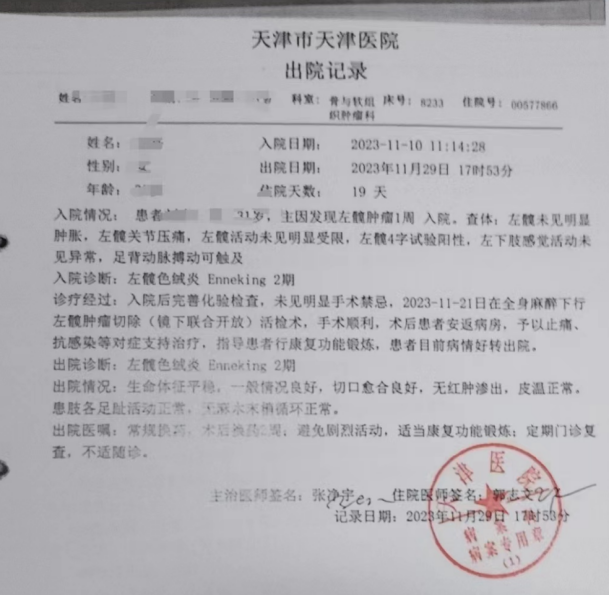 天津市天津医院
出院记录
姓名 科室: 骨与软组织肿瘤科 床号: 8233 住院号: 00577866
姓名: 入院日期: 2023-11-10 11:14:28
性别: 出院日期: 2023年11月29日 17时53分
年龄: 住院天数: 19 天
入院情况: 患者 31岁, 主因发现左髋肿瘤1周 入院。查体: 左髋未见明显
肿胀, 左髋关节压痛, 左髋活动未见明显受限, 左髋4字试验阳性, 左下肢感觉活动未
见异常, 足背动脉搏动可触及
入院诊断: 左髋色绒炎 Enneking 2期
诊疗经过: 入院后完善化验检查, 未见明显手术禁忌, 2023-11-21日在全身麻醉下行
左髋肿瘤切除(镜下联合开放)活检术, 手术顺利, 术后患者安返病房, 予以止痛、
抗感染等对症支持治疗, 指导患者行康复功能锻炼, 患者目前病情好转出院。
出院诊断: 左髋色绒炎 Enneking 2期
出院情况: 生命体征平稳, 一般情况良好, 切口愈合良好, 无红肿渗出, 皮温正常。
患肢各足趾活动正常, 无麻木末梢循环正常。
出院医嘱: 常规换药, 术后换药2周; 避免剧烈活动, 适当康复功能锻炼; 定期门诊复
查, 不适随诊。
主治医师签名: 张净宇 住院医师签名: 郭志文
记录日期: 2023年11月29日 17时53分
天津医院
病案
病案专用章
(1)